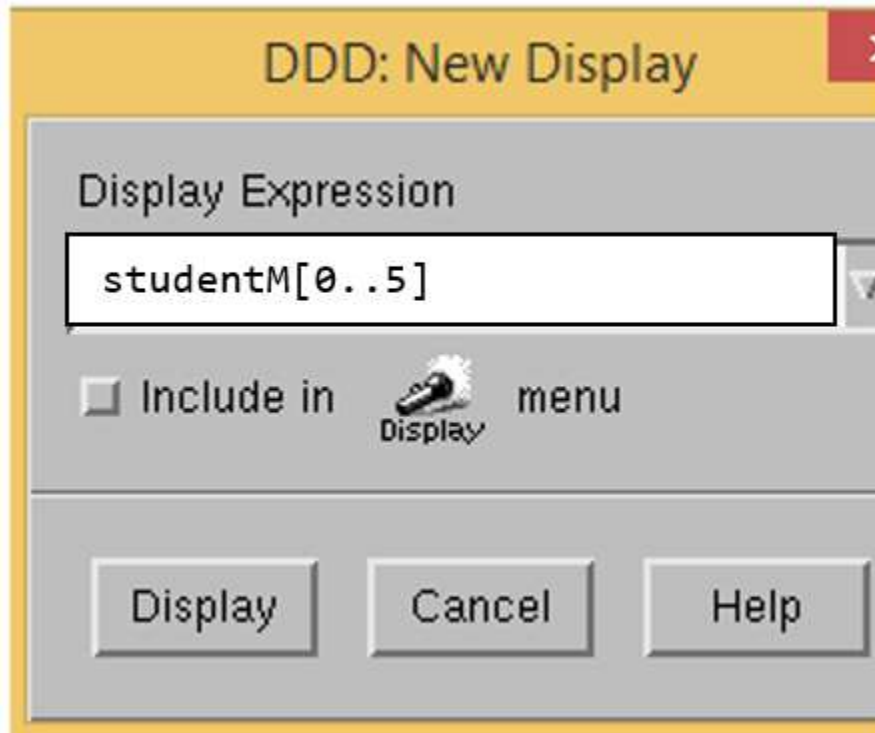 DDD: New Display
Display Expression
studentM[0..5]
Include in Display menu
Display Cancel Help